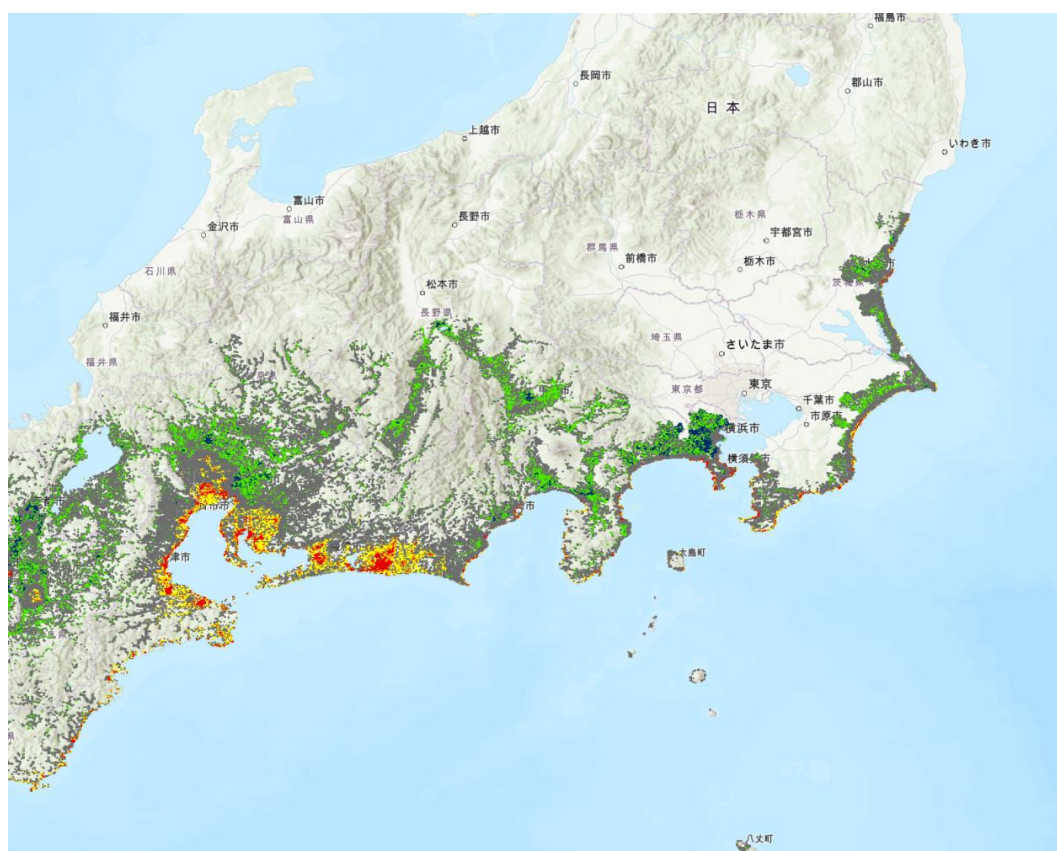 福島市
長岡市
郡山市
日本
上越市
いわき市
富山市
富山県
長野市
栃木県
金沢市
宇都宮市
群馬県
前橋市
栃木市
石川県
松本市
茨城県
長野県
福井市
埼玉県
さいたま市
福井県
東京都
東京
千葉市
市原市
横浜市
横須賀市
津市
大島町
八丈町